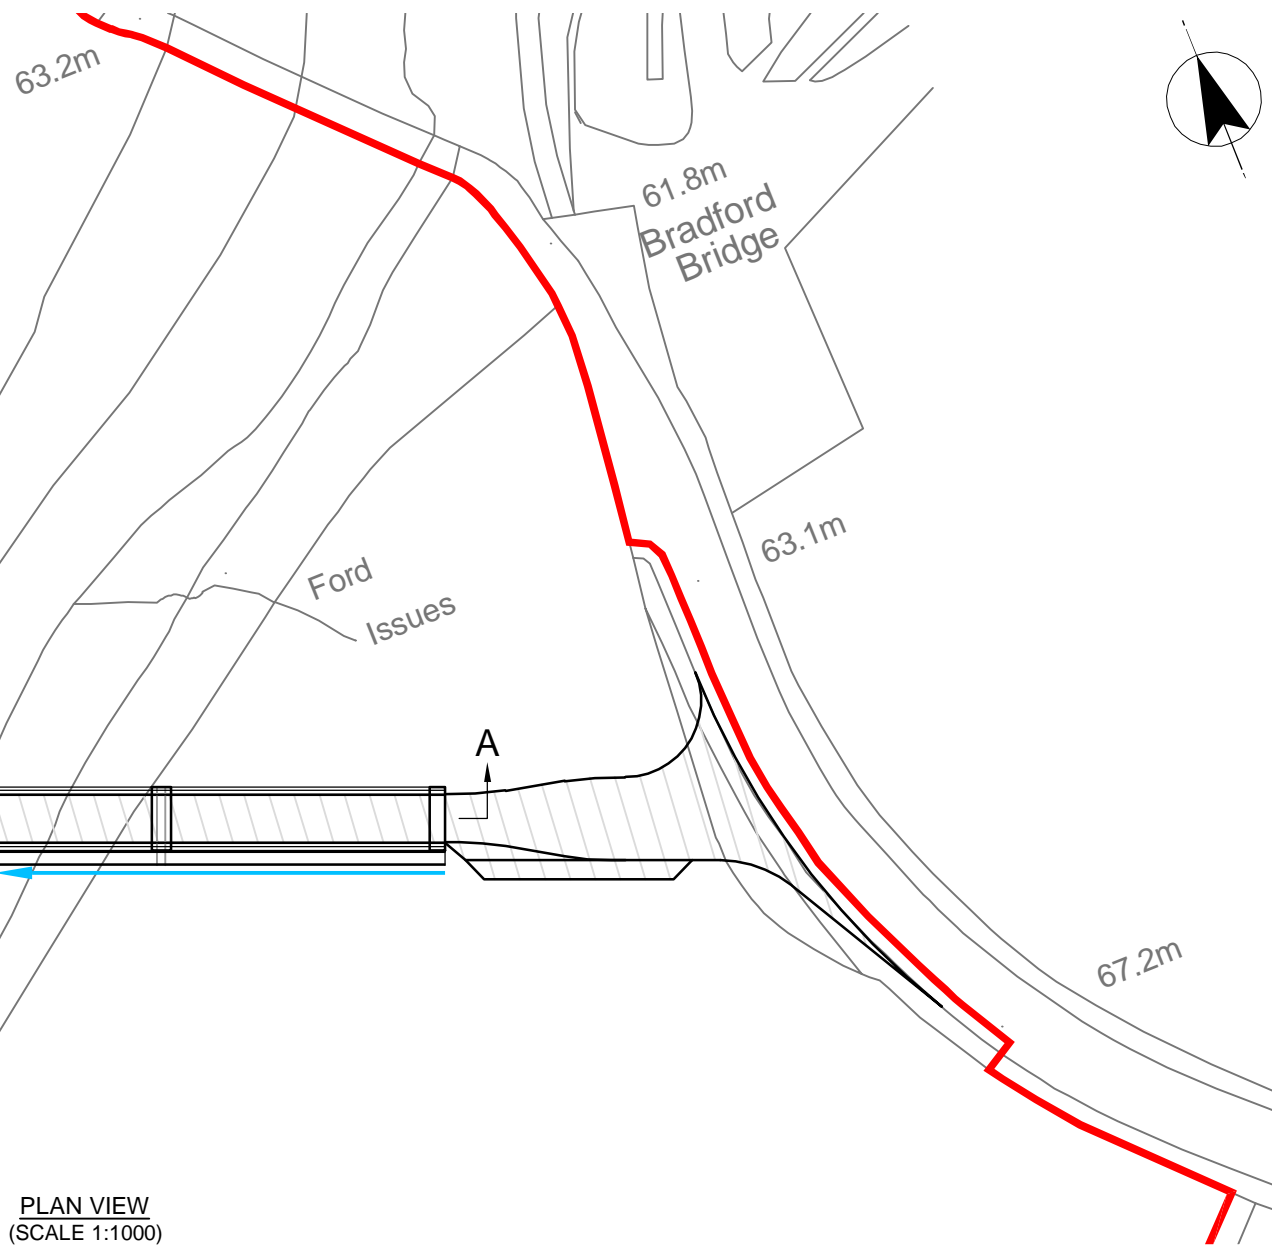 63.2m
61.8m
Bradford
Bridge
63.1m
Ford
Issues
A
67.2m
PLAN VIEW
(SCALE 1:1000)